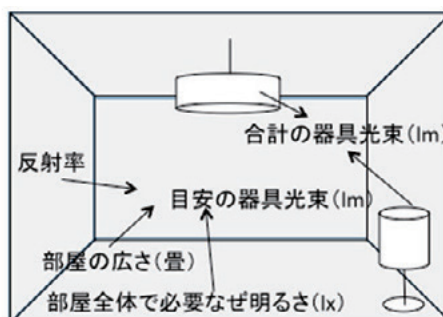 合計の器具光束(lm)
反射率
目安の器具光束(lm)
部屋の広さ(畳)
部屋全体で必要なぜ明るさ(lx)